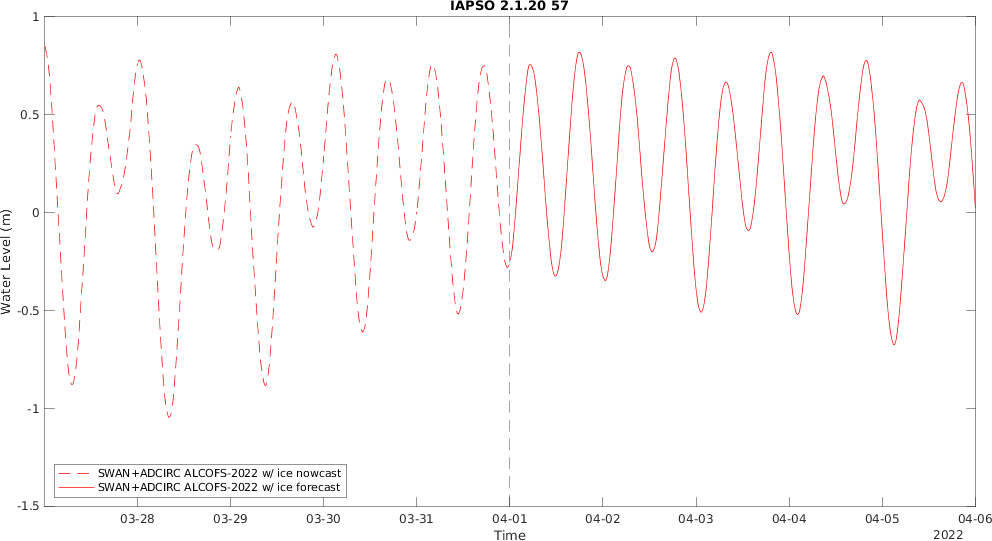 IAPSO 2.1.20 57
1
0.5
0
-0.5
-1
-1.5
Water Level (m)
SWAN+ADCIRC ALCOFS-2022 w/ ice nowcast
SWAN+ADCIRC ALCOFS-2022 w/ ice forecast
03-28 03-29 03-30 03-31 04-01 04-02 04-03 04-04 04-05 04-06
Time
2022